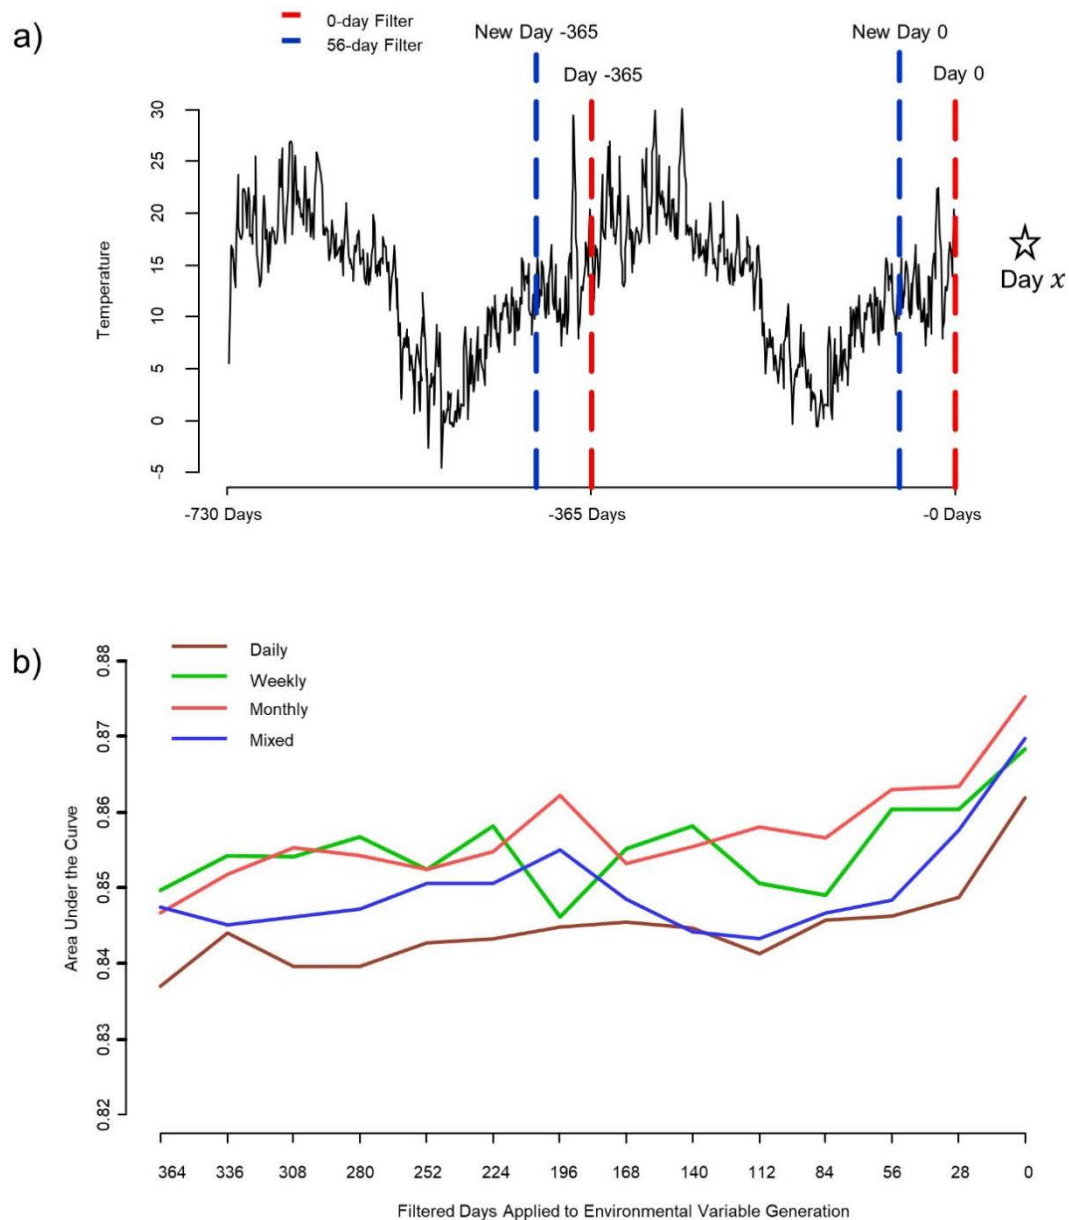 a)
0-day Filter
56-day Filter
New Day -365
New Day 0
Day -365
Day 0
30
25
20
15
10
5
0
-5
Temperature
Day x
-730 Days
-365 Days
-0 Days
b)
Daily
Weekly
Monthly
Mixed
0.88
0.87
0.86
0.85
0.84
0.83
0.82
Area Under the Curve
364 336 308 280 252 224 196 168 140 112 84 56 28 0
Filtered Days Applied to Environmental Variable Generation